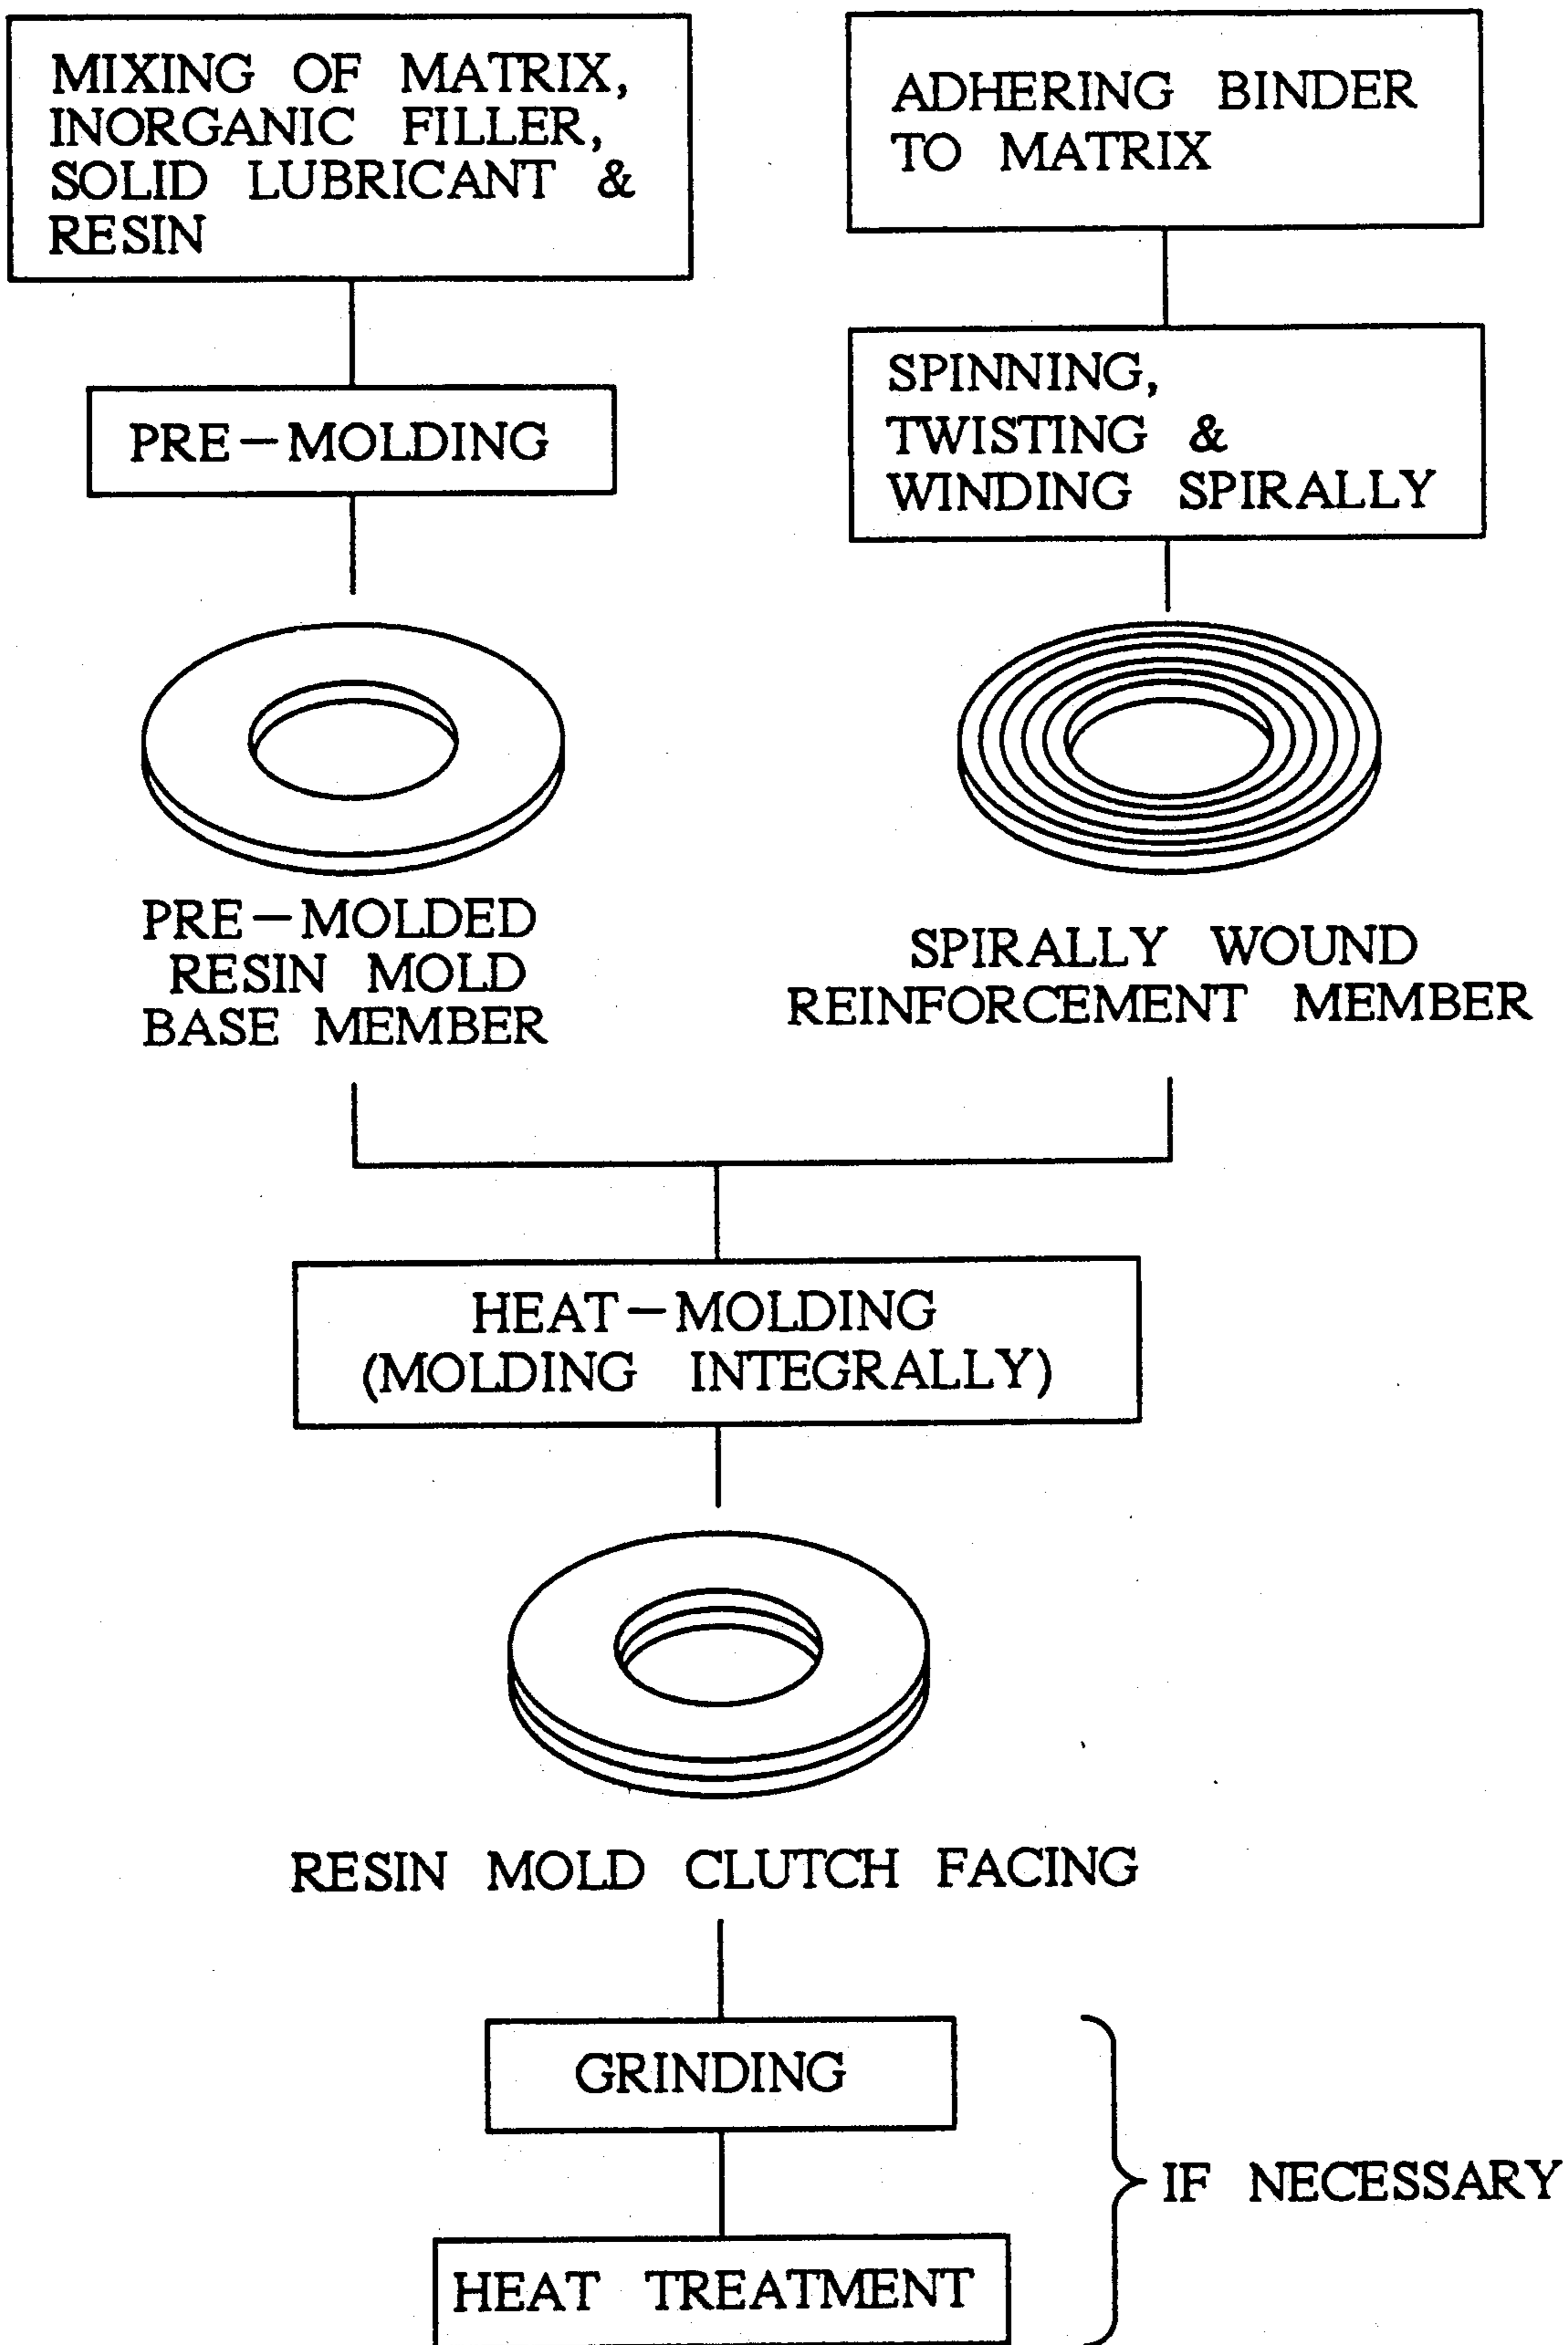 MIXING OF MATRIX,
INORGANIC FILLER,
SOLID LUBRICANT &
RESIN
PRE-MOLDING
PRE-MOLDED
RESIN MOLD
BASE MEMBER
ADHERING BINDER
TO MATRIX
SPINNING,
TWISTING &
WINDING SPIRALLY
SPIRALLY WOUND
REINFORCEMENT MEMBER
HEAT-MOLDING
(MOLDING INTEGRALLY)
RESIN MOLD CLUTCH FACING
GRINDING
HEAT TREATMENT
IF NECESSARY